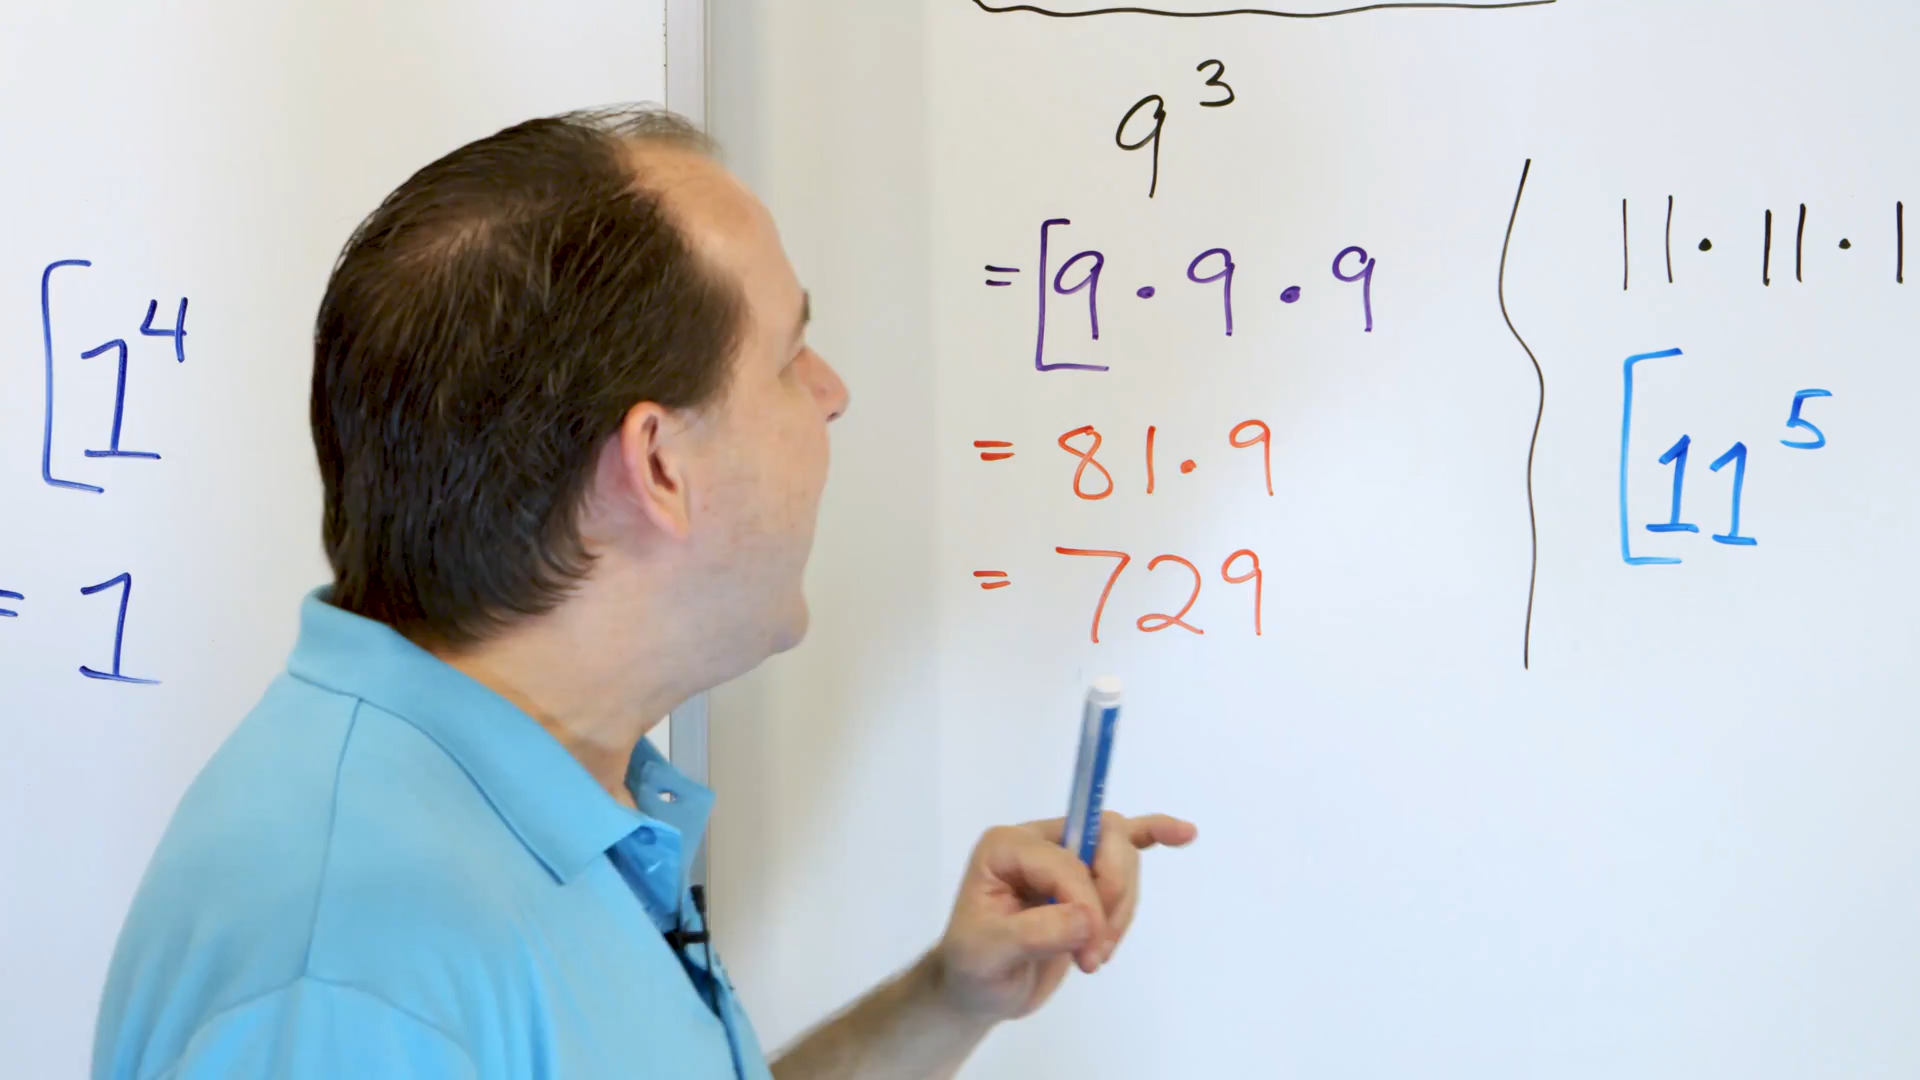 [1⁴
= 1
9³
= [9 · 9 · 9
= 81 · 9
= 729
11 · 11 · 1
[11⁵